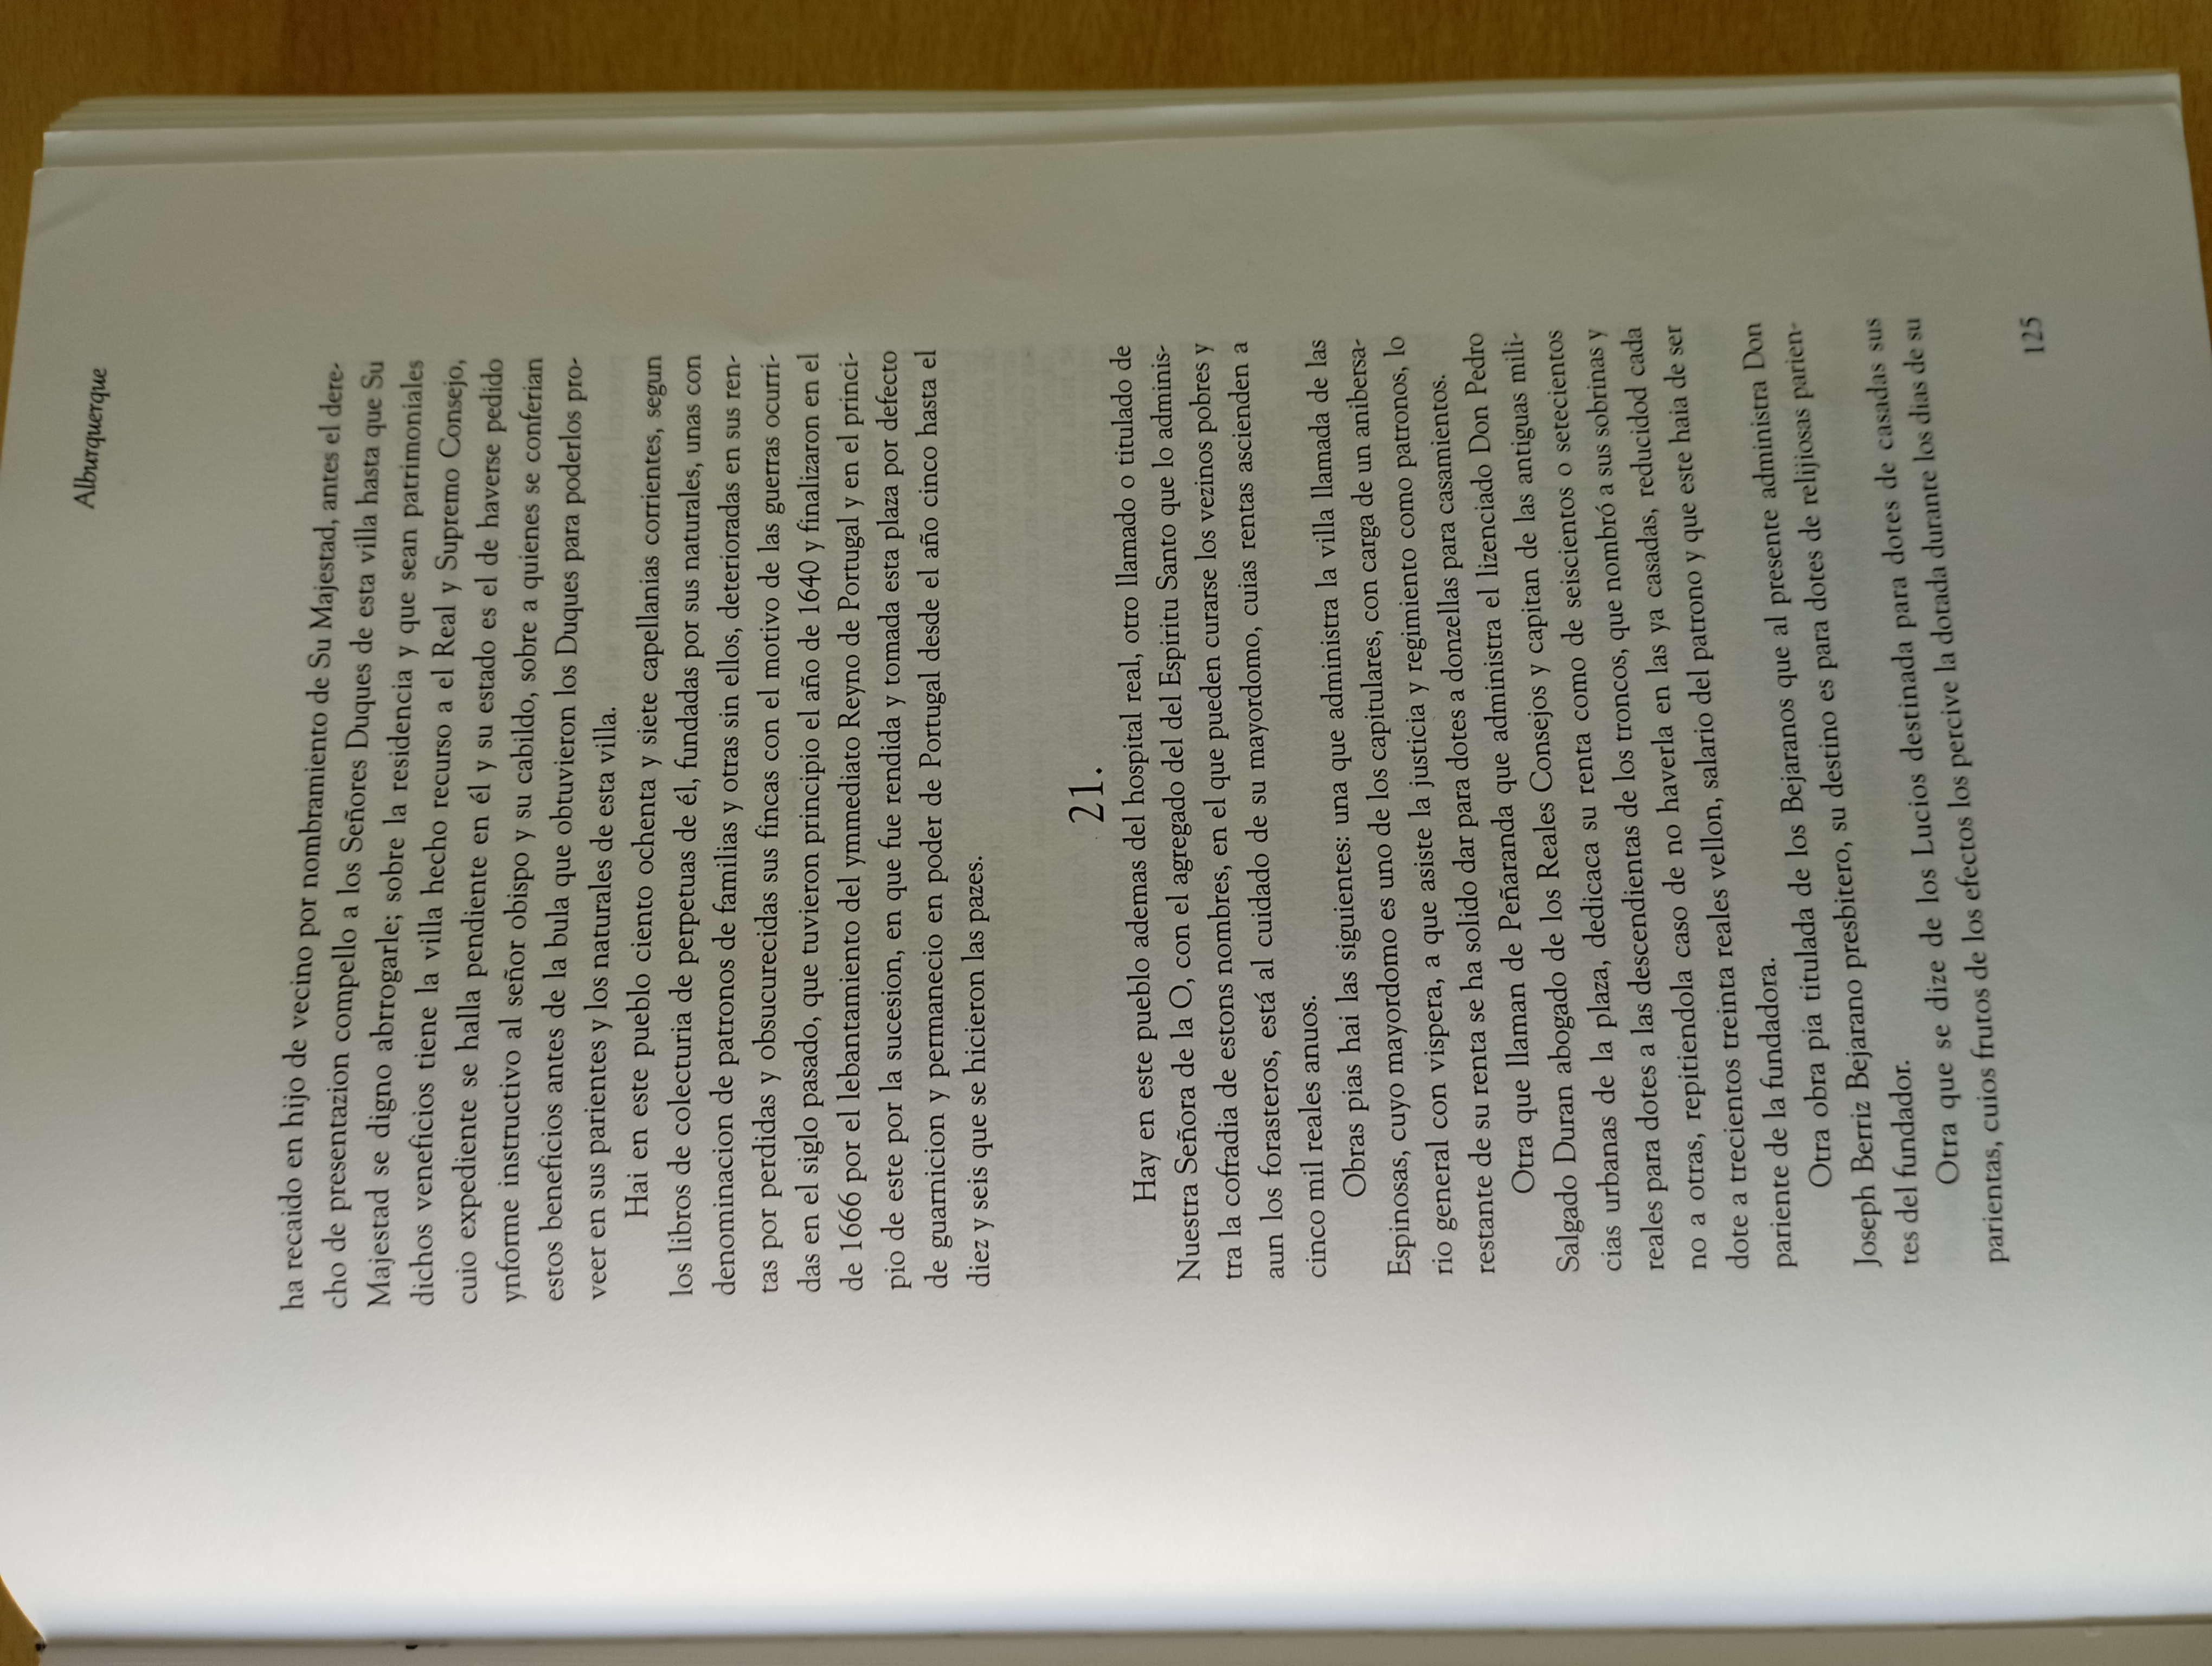 Alburquerque
ha recaido en hijo de vecino por nombramiento de Su Majestad, antes el dere-
cho de presentazion compello a los Señores Duques de esta villa hasta que Su
Majestad se digno abrrogarle; sobre la residencia y que sean patrimoniales
dichos veneficios tiene la villa hecho recurso a el Real y Supremo Consejo,
cuio expediente se halla pendiente en él y su estado es el de haverse pedido
ynforme instructivo al señor obispo y su cabildo, sobre a quienes se conferian
estos beneficios antes de la bula que obtuvieron los Duques para poderlos pro-
veer en sus parientes y los naturales de esta villa.
Hai en este pueblo ciento ochenta y siete capellanias corrientes, segun
los libros de colecturia de perpetuas de él, fundadas por sus naturales, unas con
denominacion de patronos de familias y otras sin ellos, deterioradas en sus ren-
tas por perdidas y obsucurecidas sus fincas con el motivo de las guerras ocurri-
das en el siglo pasado, que tuvieron principio el año de 1640 y finalizaron en el
de 1666 por el lebantamiento del ymmediato Reyno de Portugal y en el princi-
pio de este por la sucesion, en que fue rendida y tomada esta plaza por defecto
de guarnicion y permanecio en poder de Portugal desde el año cinco hasta el
diez y seis que se hicieron las pazes.
21.
Hay en este pueblo ademas del hospital real, otro llamado o titulado de
Nuestra Señora de la O, con el agregado del del Espiritu Santo que lo adminis-
tra la cofradia de estons nombres, en el que pueden curarse los vezinos pobres y
aun los forasteros, está al cuidado de su mayordomo, cuias rentas ascienden a
cinco mil reales anuos.
Obras pias hai las siguientes: una que administra la villa llamada de las
Espinosas, cuyo mayordomo es uno de los capitulares, con carga de un anibersa-
rio general con vispera, a que asiste la justicia y regimiento como patronos, lo
restante de su renta se ha solido dar para dotes a donzellas para casamientos.
Otra que llaman de Peñaranda que administra el lizenciado Don Pedro
Salgado Duran abogado de los Reales Consejos y capitan de las antiguas mili-
cias urbanas de la plaza, dedicaca su renta como de seiscientos o setecientos
reales para dotes a las descendientas de los troncos, que nombró a sus sobrinas y
no a otras, repitiendola caso de no haverla en las ya casadas, reducidod cada
dote a trecientos treinta reales vellon, salario del patrono y que este haia de ser
pariente de la fundadora.
Otra obra pia titulada de los Bejaranos que al presente administra Don
Joseph Berriz Bejarano presbitero, su destino es para dotes de relijiosas parien-
tes del fundador.
Otra que se dize de los Lucios destinada para dotes de casadas sus
parientas, cuios frutos de los efectos los percive la dotada durante los dias de su
125